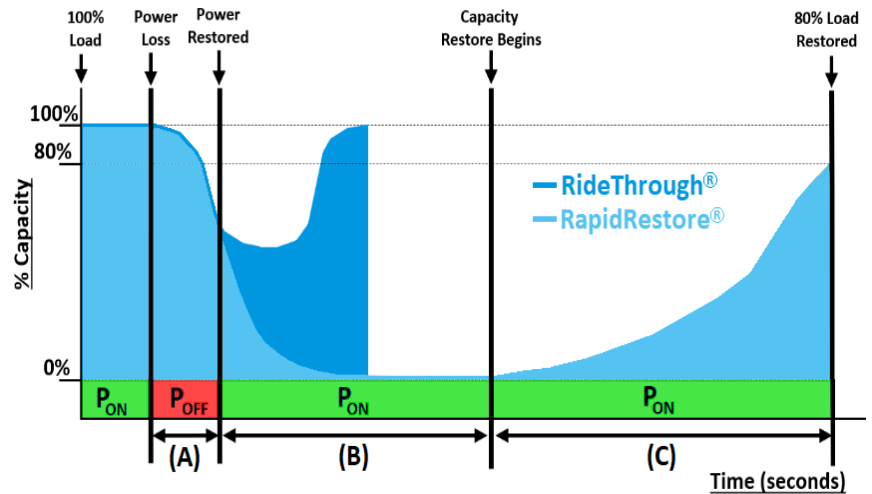 100%
Load
Power
Loss
Power
Restored
Capacity
Restore Begins
80% Load
Restored
100%
80%
% Capacity
0%
RideThrough®
RapidRestore®
PON
POFF
PON
PON
(A)
(B)
(C)
Time (seconds)